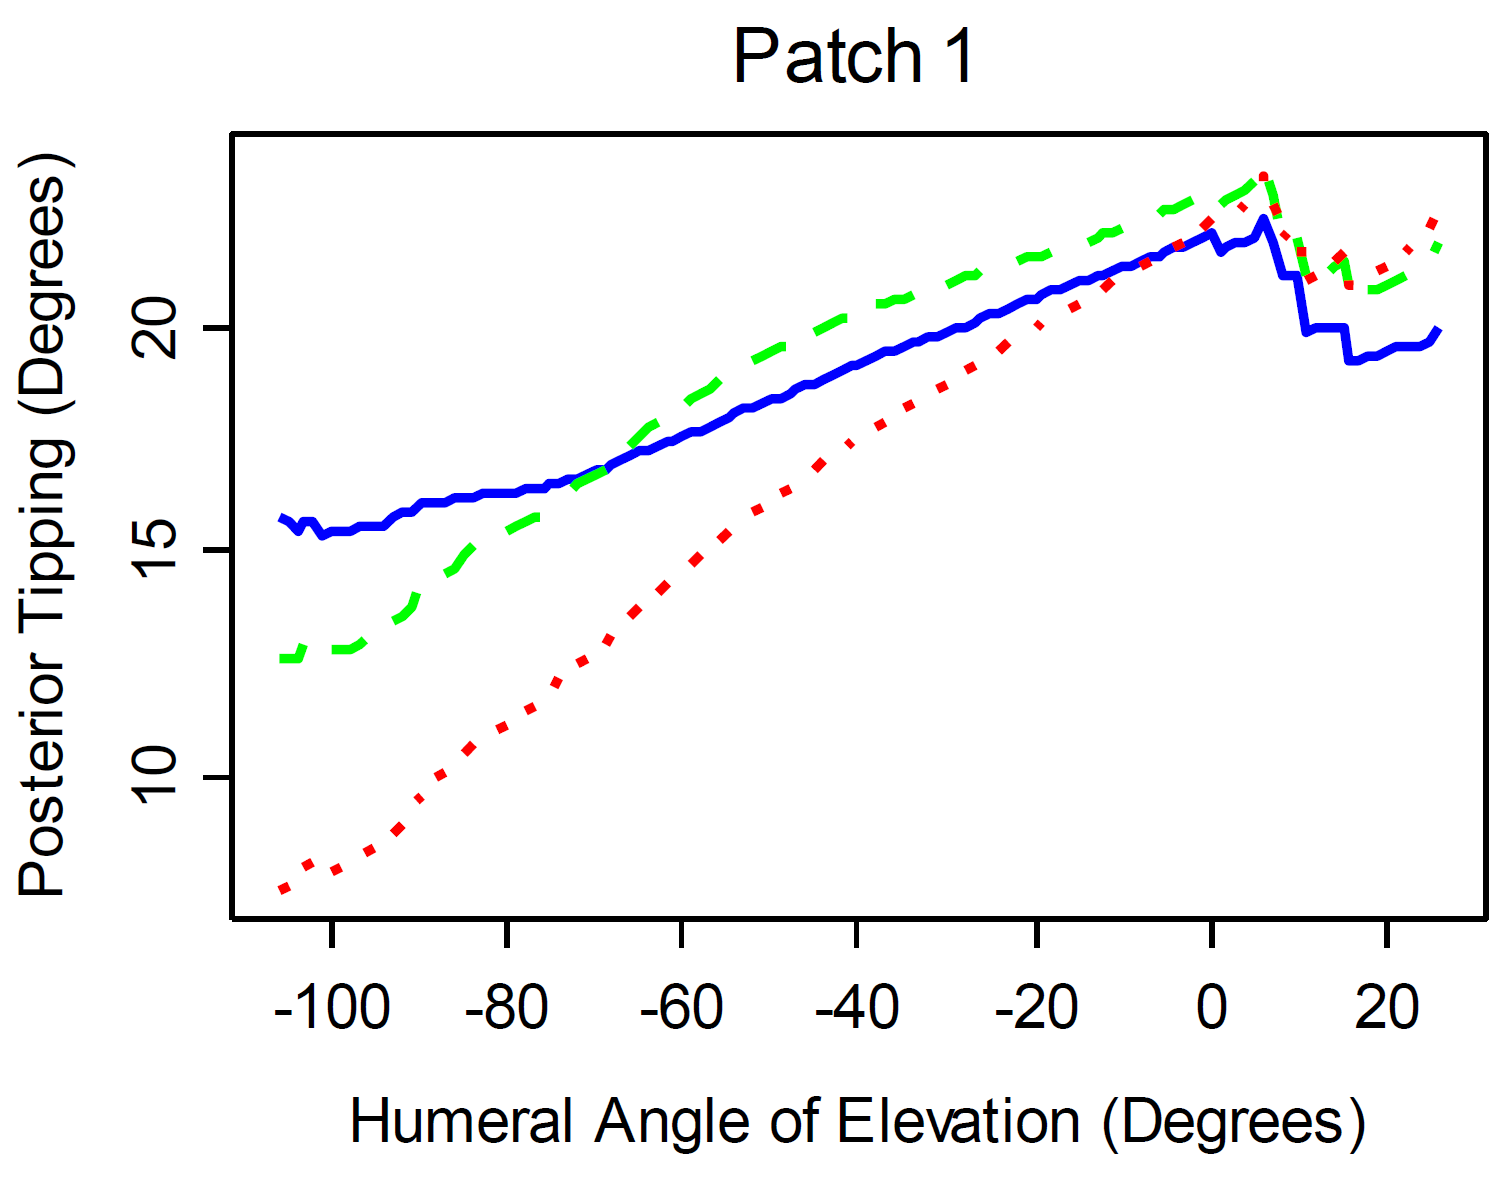 Patch 1
Posterior Tipping (Degrees)
20
15
10
-100 -80 -60 -40 -20 0 20
Humeral Angle of Elevation (Degrees)